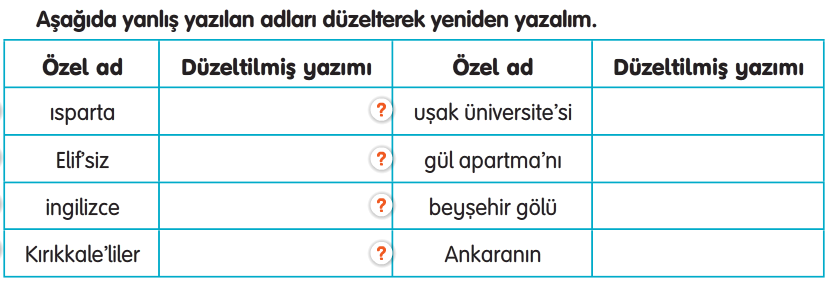 Aşağıda yanlış yazılan adları düzelterek yeniden yazalım.
Özel ad Düzeltilmiş yazımı Özel ad Düzeltilmiş yazımı
ısparta ? uşak üniversite'si
Elif'siz ? gül apartma'nı
ingilizce ? beyşehir gölü
Kırıkkale'liler ? Ankaranın